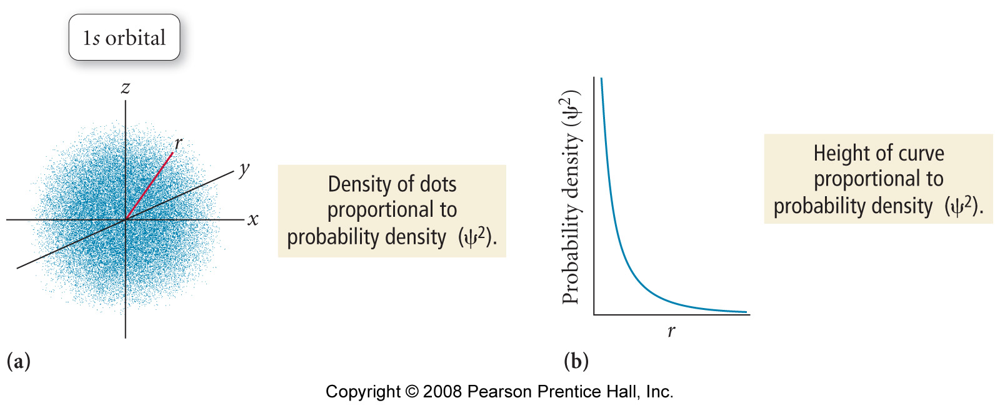 1s orbital
z
r
y
x
Density of dots
proportional to
probability density (ψ²).
(a)
Probability density (ψ²)
r
Height of curve
proportional to
probability density (ψ²).
(b)
Copyright © 2008 Pearson Prentice Hall, Inc.